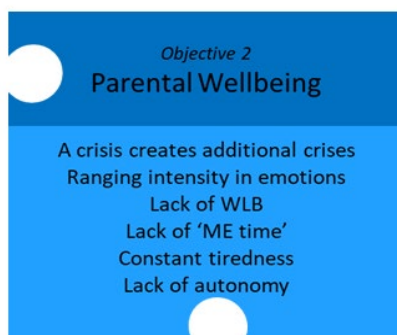 Objective 2
Parental Wellbeing
A crisis creates additional crises
Ranging intensity in emotions
Lack of WLB
Lack of ‘ME time’
Constant tiredness
Lack of autonomy